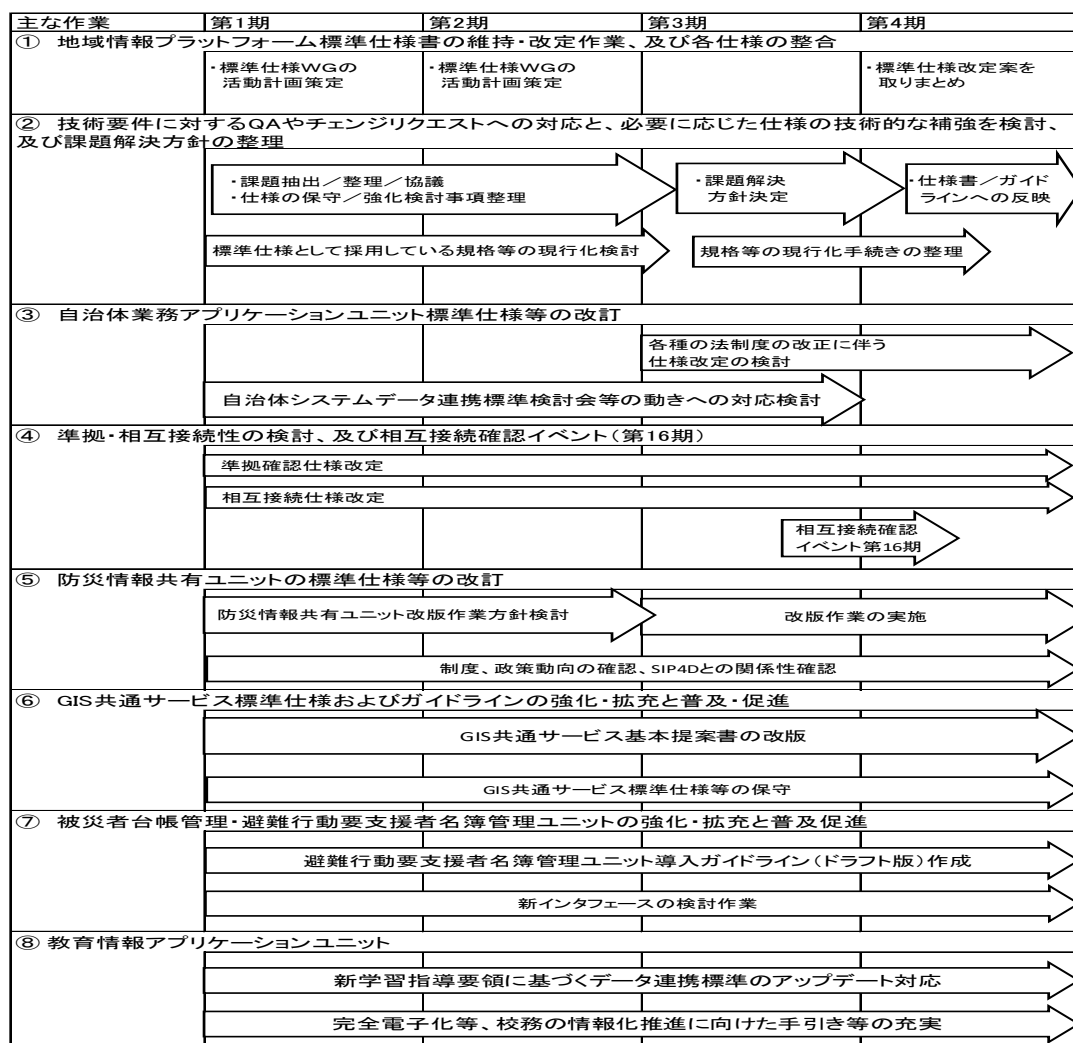 主な作業 第1期 第2期 第3期 第4期
① 地域情報プラットフォーム標準仕様書の維持・改定作業、及び各仕様の整合
・標準仕様WGの
活動計画策定
・標準仕様WGの
活動計画策定
・標準仕様改定案を
取りまとめ
② 技術要件に対するQAやチェンジリクエストへの対応と、必要に応じた仕様の技術的な補強を検討、
及び課題解決方針の整理
・課題抽出／整理／協議
・仕様の保守／強化検討事項整理
・課題解決
方針決定
・仕様書／ガイド
ラインへの反映
標準仕様として採用している規格等の現行化検討
規格等の現行化手続きの整理
③ 自治体業務アプリケーションユニット標準仕様等の改訂
各種の法制度の改正に伴う
仕様改定の検討
自治体システムデータ連携標準検討会等の動きへの対応検討
④ 準拠・相互接続性の検討、及び相互接続確認イベント（第16期）
準拠確認仕様改定
相互接続仕様改定
相互接続確認
イベント第16期
⑤ 防災情報共有ユニットの標準仕様等の改訂
防災情報共有ユニット改版作業方針検討
改版作業の実施
制度、政策動向の確認、SIP4Dとの関係性確認
⑥ GIS共通サービス標準仕様およびガイドラインの強化・拡充と普及・促進
GIS共通サービス基本提案書の改版
GIS共通サービス標準仕様等の保守
⑦ 被災者台帳管理・避難行動要支援者名簿管理ユニットの強化・拡充と普及促進
避難行動要支援者名簿管理ユニット導入ガイドライン（ドラフト版）作成
新インタフェースの検討作業
⑧ 教育情報アプリケーションユニット
新学習指導要領に基づくデータ連携標準のアップデート対応
完全電子化等、校務の情報化推進に向けた手引き等の充実